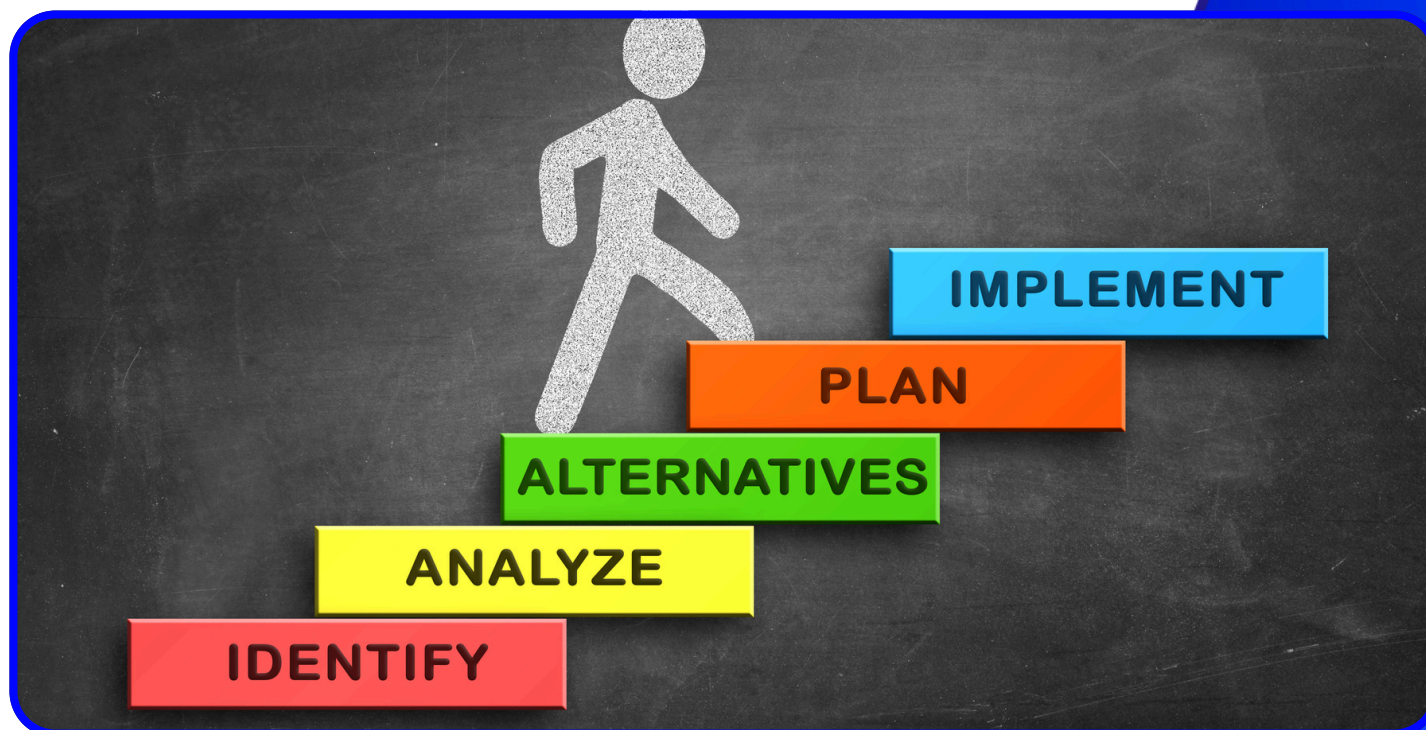 IMPLEMENT
PLAN
ALTERNATIVES
ANALYZE
IDENTIFY